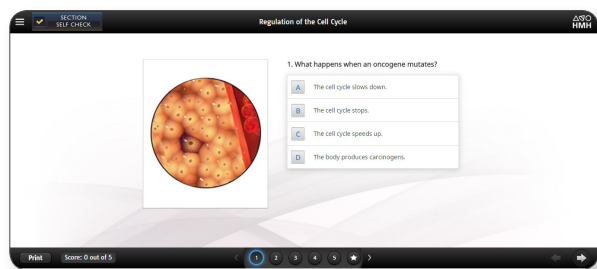 SECTION
SELF CHECK
Regulation of the Cell Cycle
HMH
1. What happens when an oncogene mutates?
A The cell cycle slows down.
B The cell cycle stops.
C The cell cycle speeds up.
D The body produces carcinogens.
Print Score: 0 out of 5 1 2 3 4 5